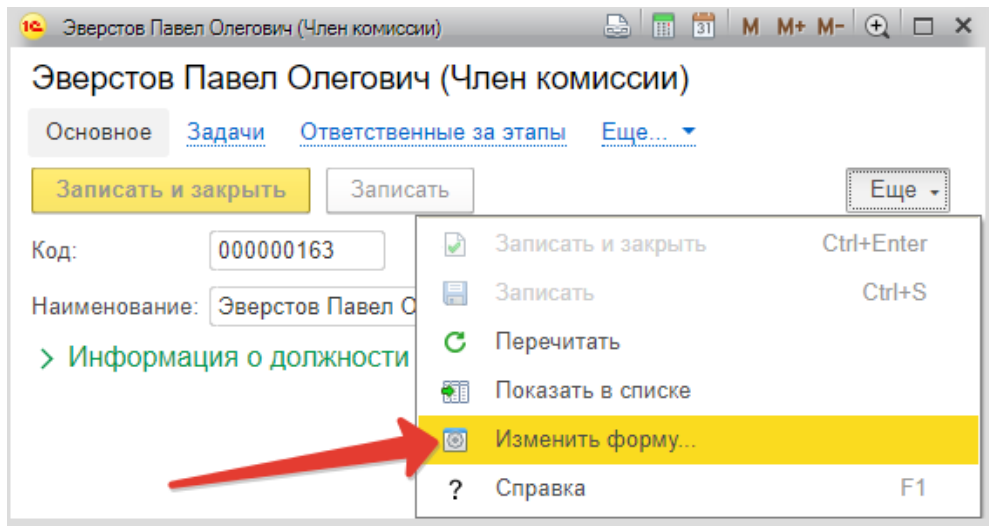 1С Эверстов Павел Олегович (Член комиссии) 31 M M+ M-
Эверстов Павел Олегович (Член комиссии)
Основное Задачи Ответственные за этапы Еще...
Записать и закрыть Записать Еще
Код: 000000163
Наименование: Эверстов Павел О
Информация о должности
Записать и закрыть Ctrl+Enter
Записать Ctrl+S
Перечитать
Показать в списке
Изменить форму...
? Справка F1